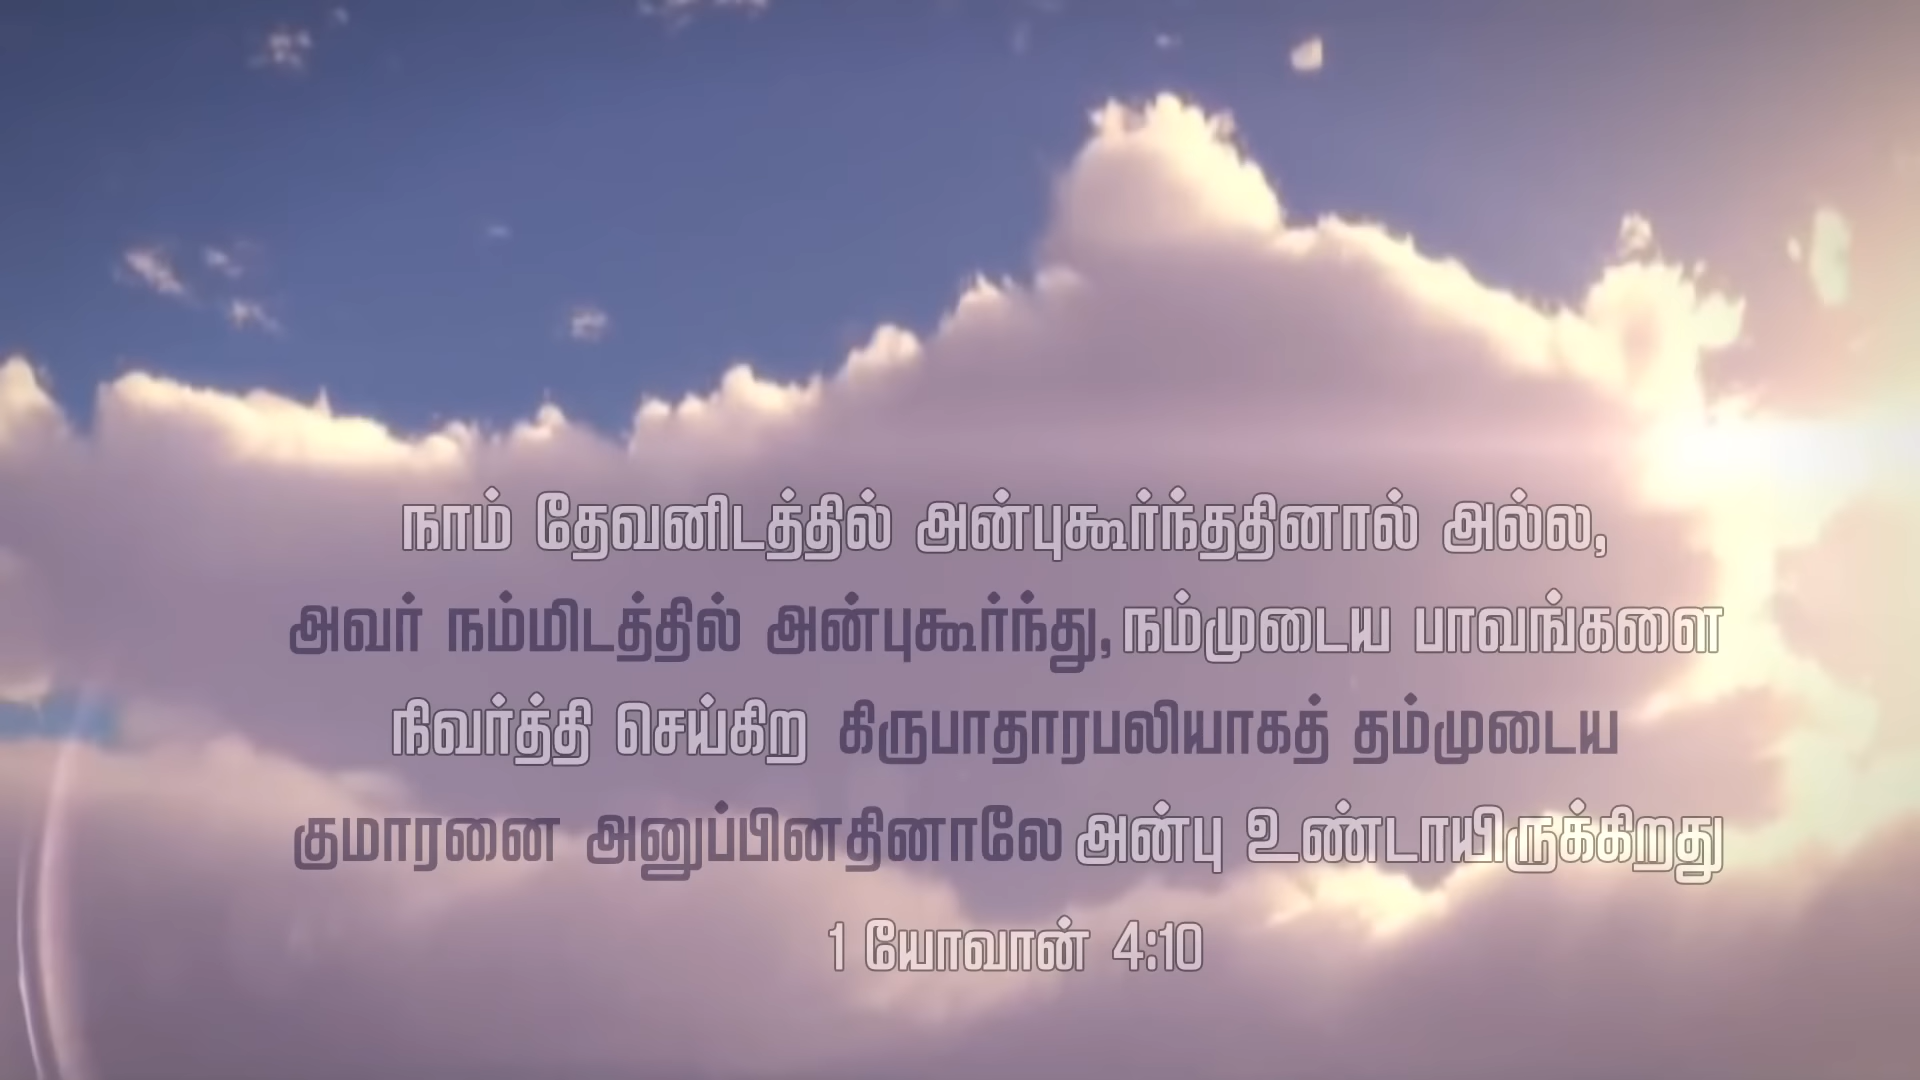 நாம் தேவனிடத்தில் அன்புகூர்ந்ததினால் அல்ல,
அவர் நம்மிடத்தில் அன்புகூர்ந்து, நம்முடைய பாவங்களை
நிவர்த்தி செய்கிற கிருபாதாரபலியாகத் தம்முடைய
குமாரனை அனுப்பினதினாலே அன்பு உண்டாயிருக்கிறது
1 யோவான் 4:10